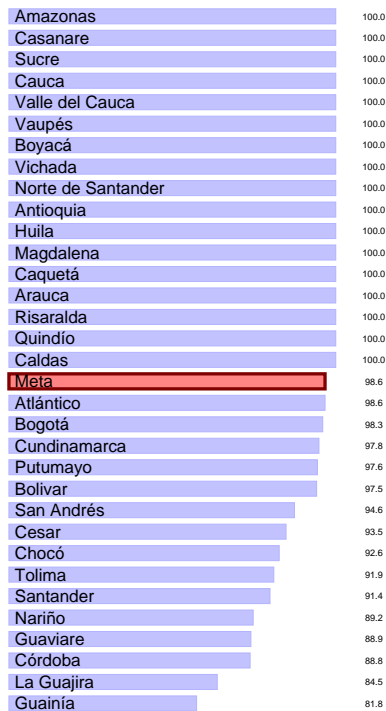 Amazonas 100.0
Casanare 100.0
Sucre 100.0
Cauca 100.0
Valle del Cauca 100.0
Vaupés 100.0
Boyacá 100.0
Vichada 100.0
Norte de Santander 100.0
Antioquia 100.0
Huila 100.0
Magdalena 100.0
Caquetá 100.0
Arauca 100.0
Risaralda 100.0
Quindío 100.0
Caldas 100.0
Meta 98.6
Atlántico 98.6
Bogotá 98.3
Cundinamarca 97.8
Putumayo 97.6
Bolivar 97.5
San Andrés 94.6
Cesar 93.5
Chocó 92.6
Tolima 91.9
Santander 91.4
Nariño 89.2
Guaviare 88.9
Córdoba 88.8
La Guajira 84.5
Guainía 81.8